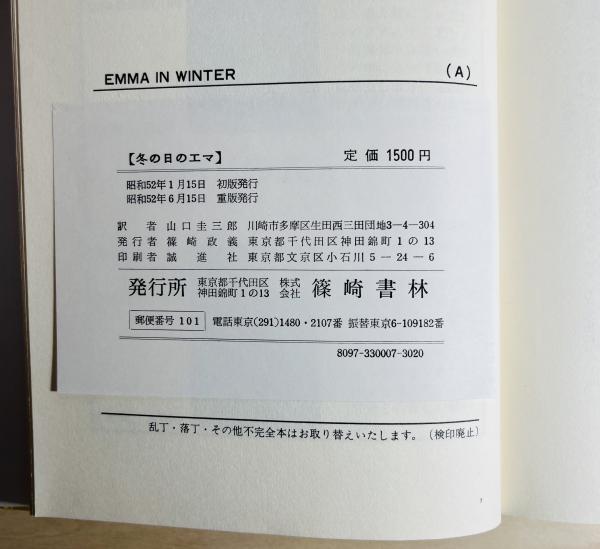 EMMA IN WINTER (A)
【冬の日のエマ】 定価 1500円
昭和52年1月15日 初版発行
昭和52年6月15日 重版発行
訳者 山口圭三郎 川崎市多摩区生田西三田団地3-4-304
発行者 篠崎政義 東京都千代田区神田錦町1の13
印刷者 誠進社 東京都文京区小石川5-24-6
発行所 東京都千代田区神田錦町1の13 株式会社 篠崎書林
郵便番号 101 電話東京(291)1480・2107番 振替東京6-109182番
8097-330007-3020
乱丁・落丁・その他不完全本はお取り替えいたします。(検印廃止)